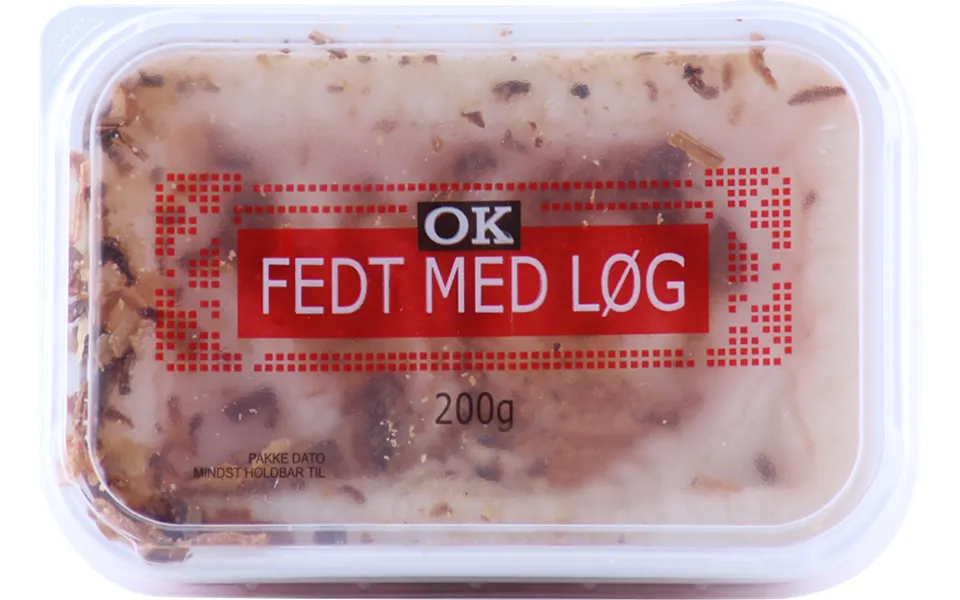 OK
FEDT MED LØG
200g
PAKKE DATO
MINDST HOLDBAR TIL